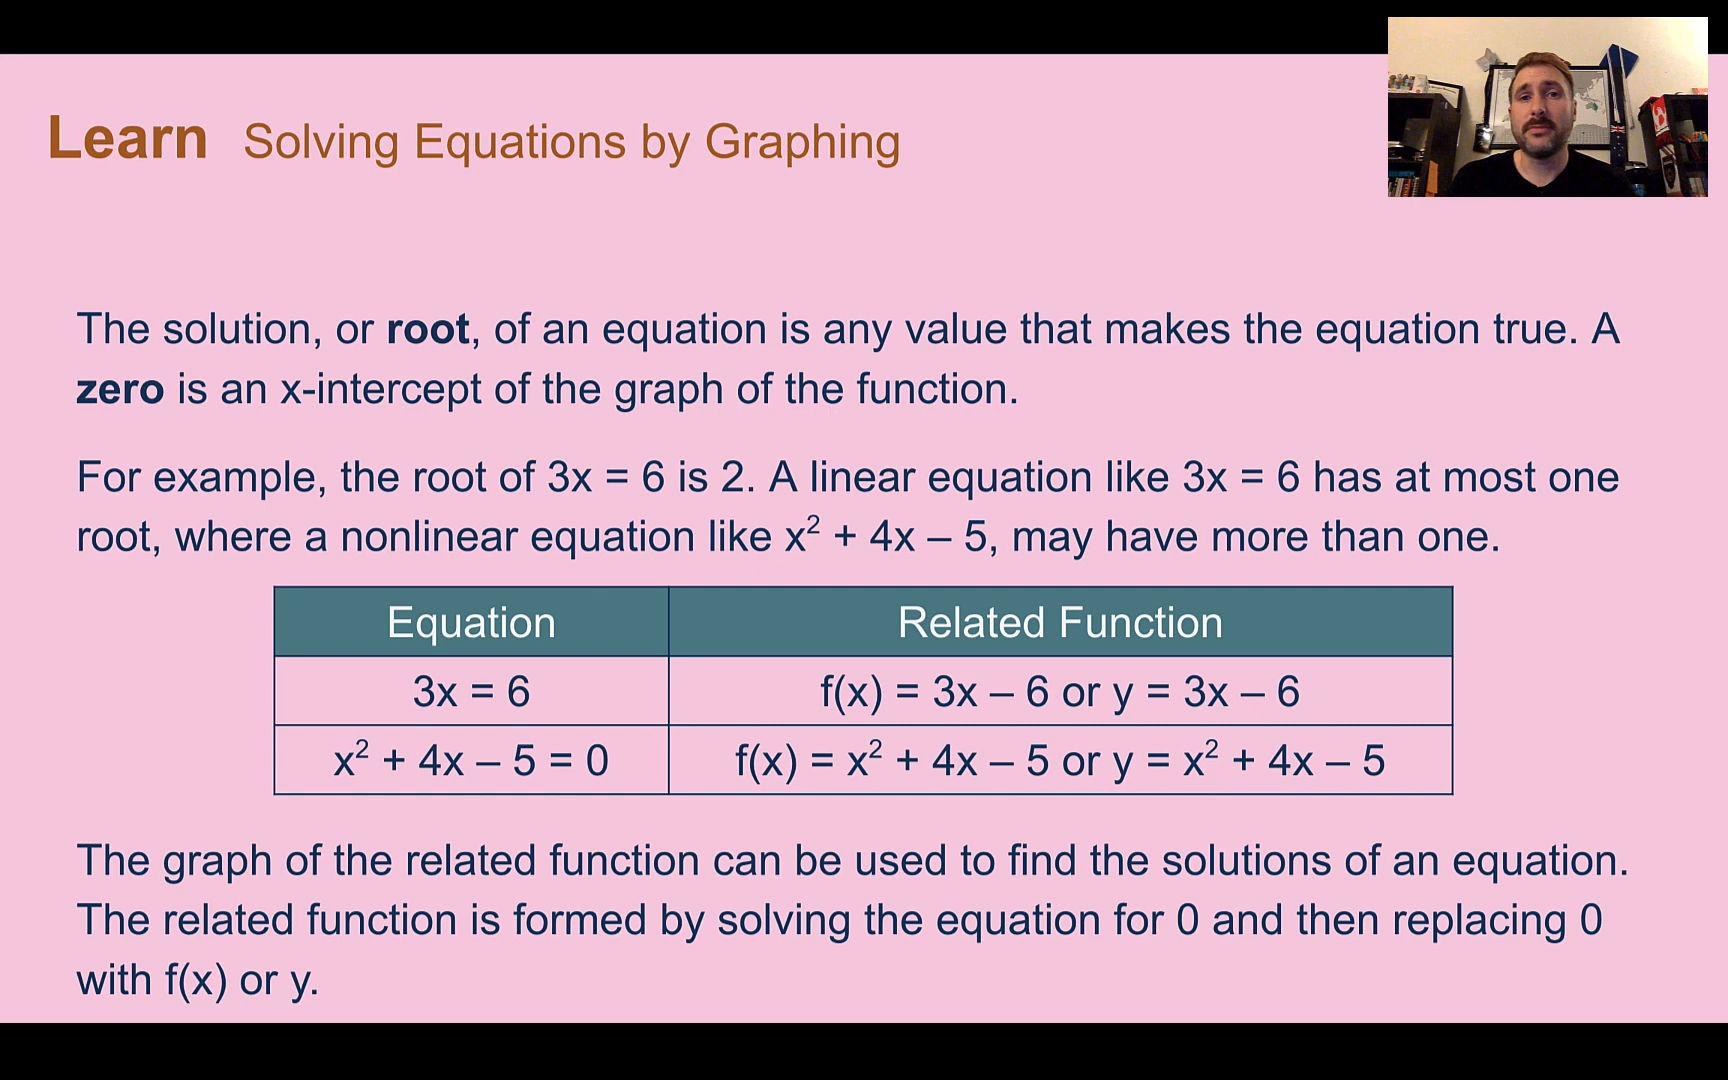 Learn Solving Equations by Graphing
The solution, or root, of an equation is any value that makes the equation true. A
zero is an x-intercept of the graph of the function.
For example, the root of 3x = 6 is 2. A linear equation like 3x = 6 has at most one
root, where a nonlinear equation like x² + 4x – 5, may have more than one.
Equation Related Function
3x = 6 f(x) = 3x – 6 or y = 3x – 6
x² + 4x – 5 = 0 f(x) = x² + 4x – 5 or y = x² + 4x – 5
The graph of the related function can be used to find the solutions of an equation.
The related function is formed by solving the equation for 0 and then replacing 0
with f(x) or y.